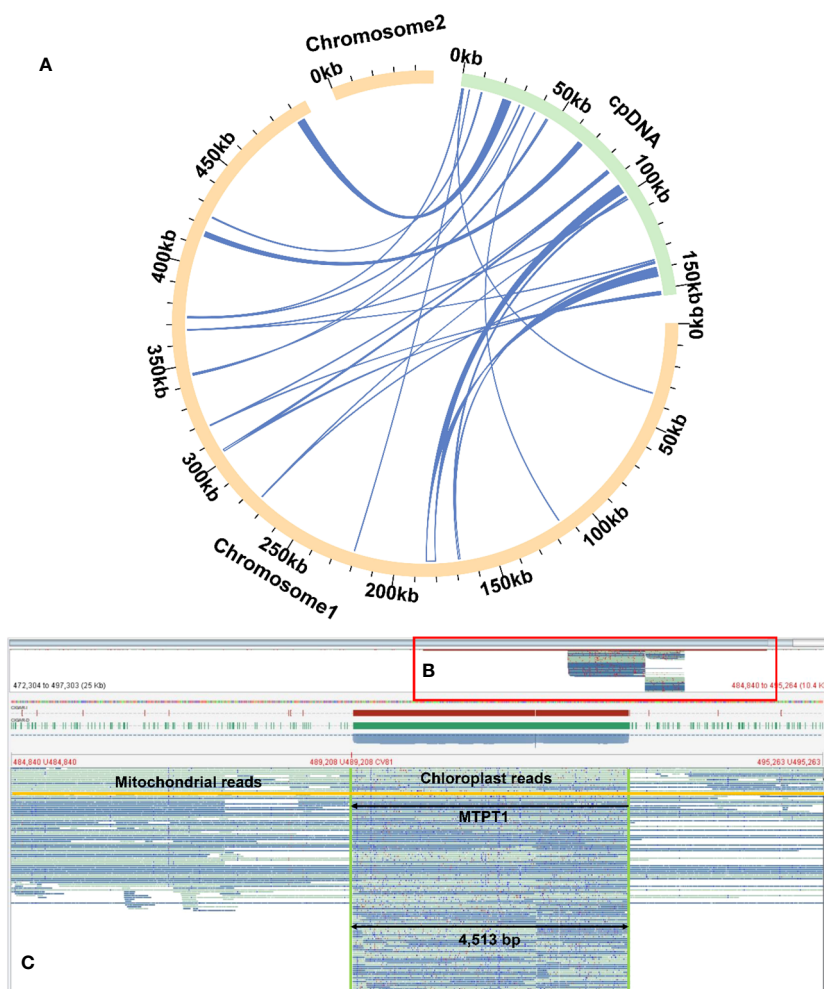 A
Chromosome2
0kb
0kb
50kb
cpDNA
100kb
150kb
0kb
50kb
100kb
150kb
200kb
250kb
Chromosome1
300kb
350kb
400kb
450kb
B
472,304 to 497,303 (25 Kb)
484,840 to 495,264 (10.4 K
484,840 U484,840
489,208 U489,208 CV81
495,263 U495,263
Mitochondrial reads
Chloroplast reads
MTPT1
4,513 bp
C